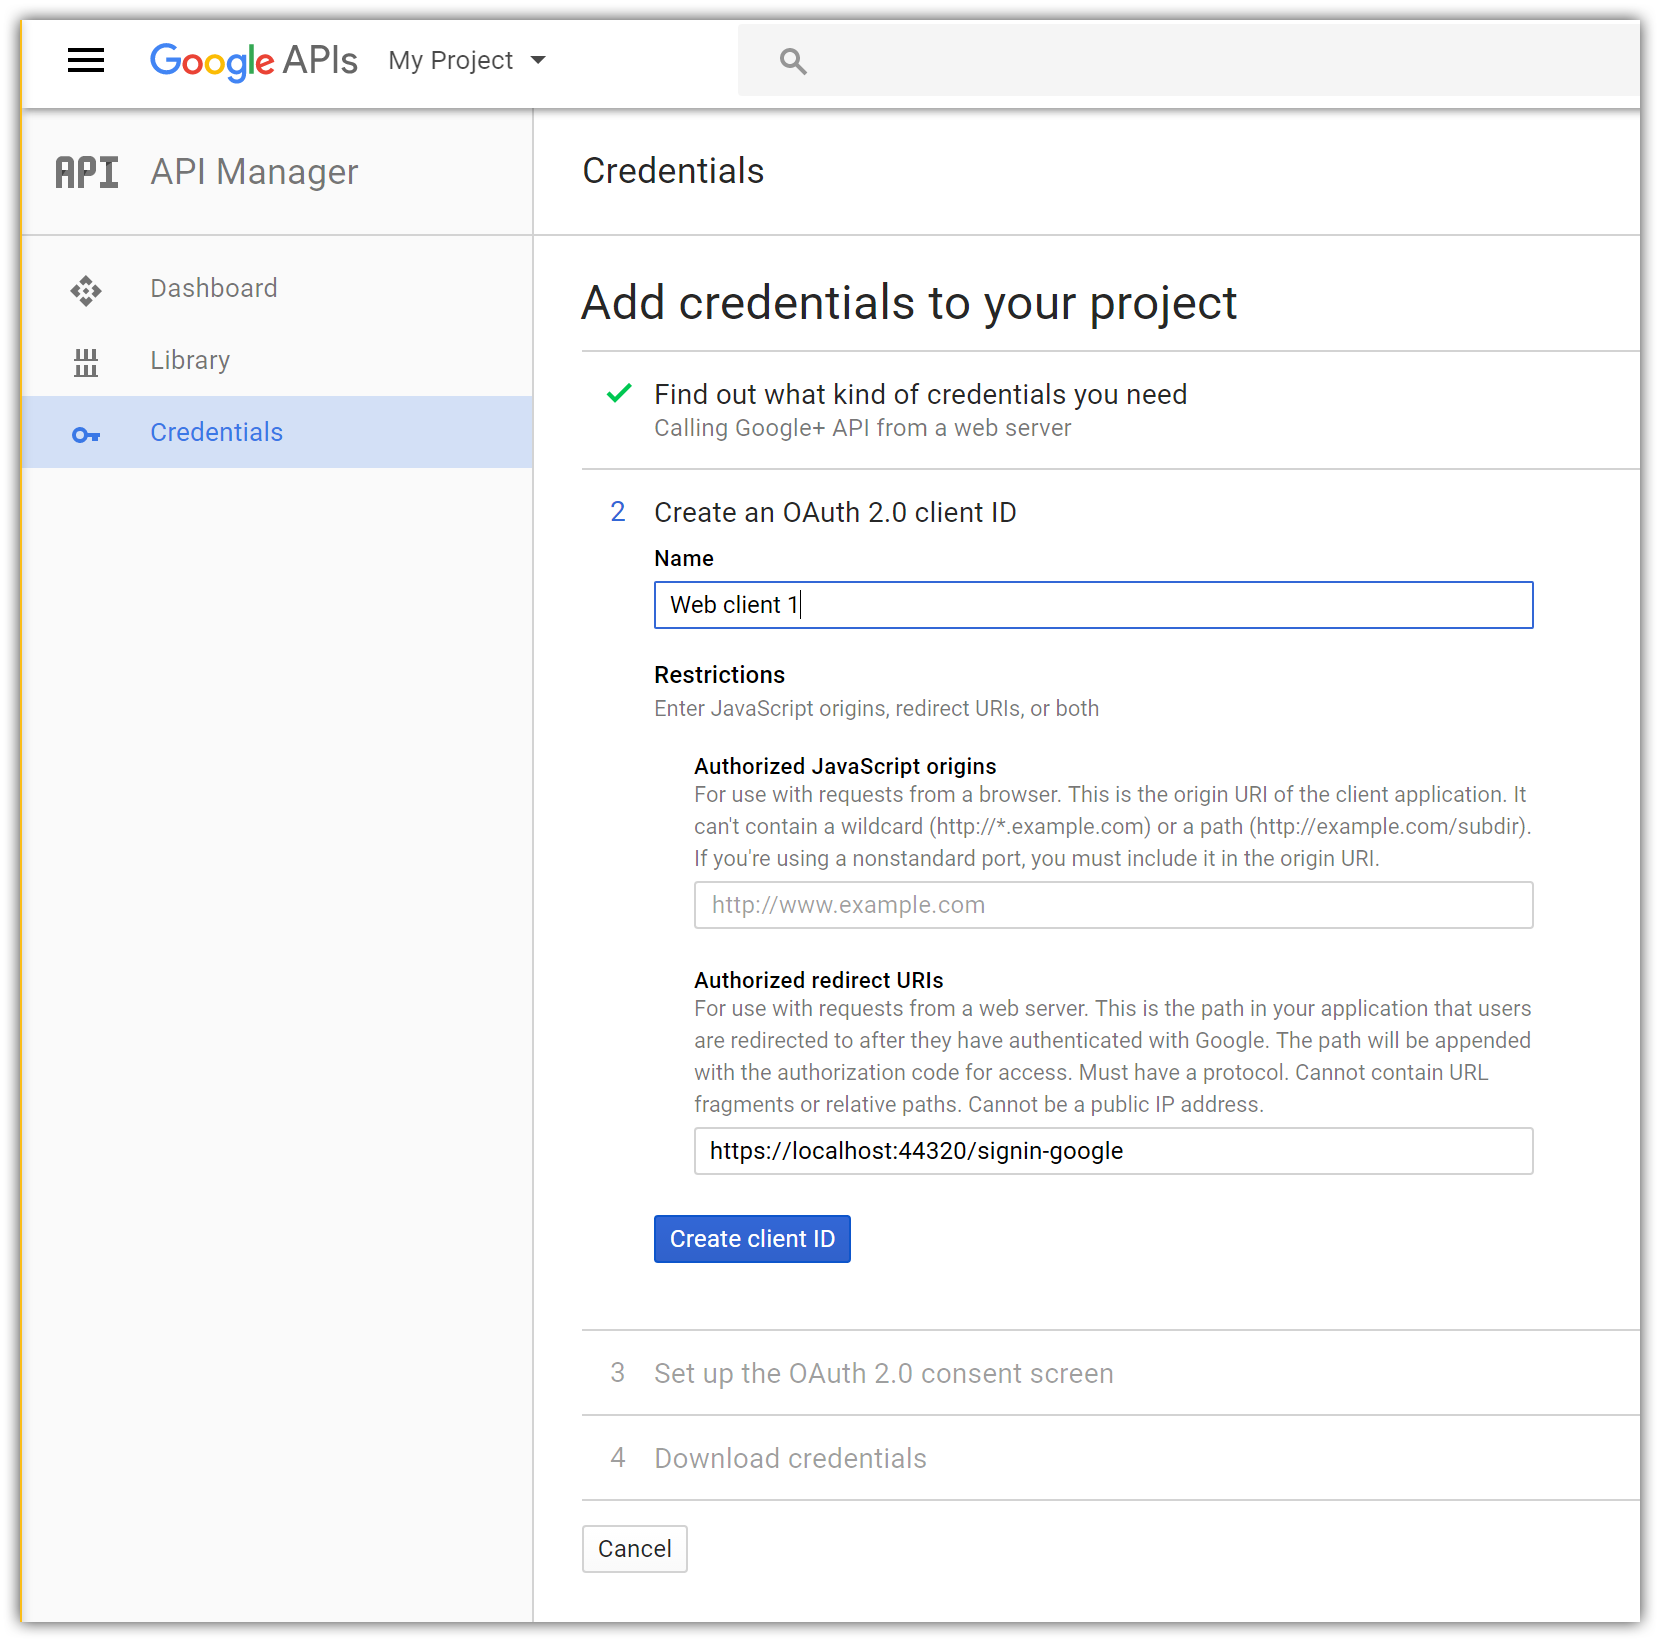 Google APIs My Project
API API Manager
Credentials
Dashboard
Library
Credentials
Add credentials to your project
Find out what kind of credentials you need
Calling Google+ API from a web server
2 Create an OAuth 2.0 client ID
Name
Web client 1
Restrictions
Enter JavaScript origins, redirect URIs, or both
Authorized JavaScript origins
For use with requests from a browser. This is the origin URI of the client application. It
can't contain a wildcard (http://*.example.com) or a path (http://example.com/subdir).
If you're using a nonstandard port, you must include it in the origin URI.
http://www.example.com
Authorized redirect URIs
For use with requests from a web server. This is the path in your application that users
are redirected to after they have authenticated with Google. The path will be appended
with the authorization code for access. Must have a protocol. Cannot contain URL
fragments or relative paths. Cannot be a public IP address.
https://localhost:44320/signin-google
Create client ID
3 Set up the OAuth 2.0 consent screen
4 Download credentials
Cancel